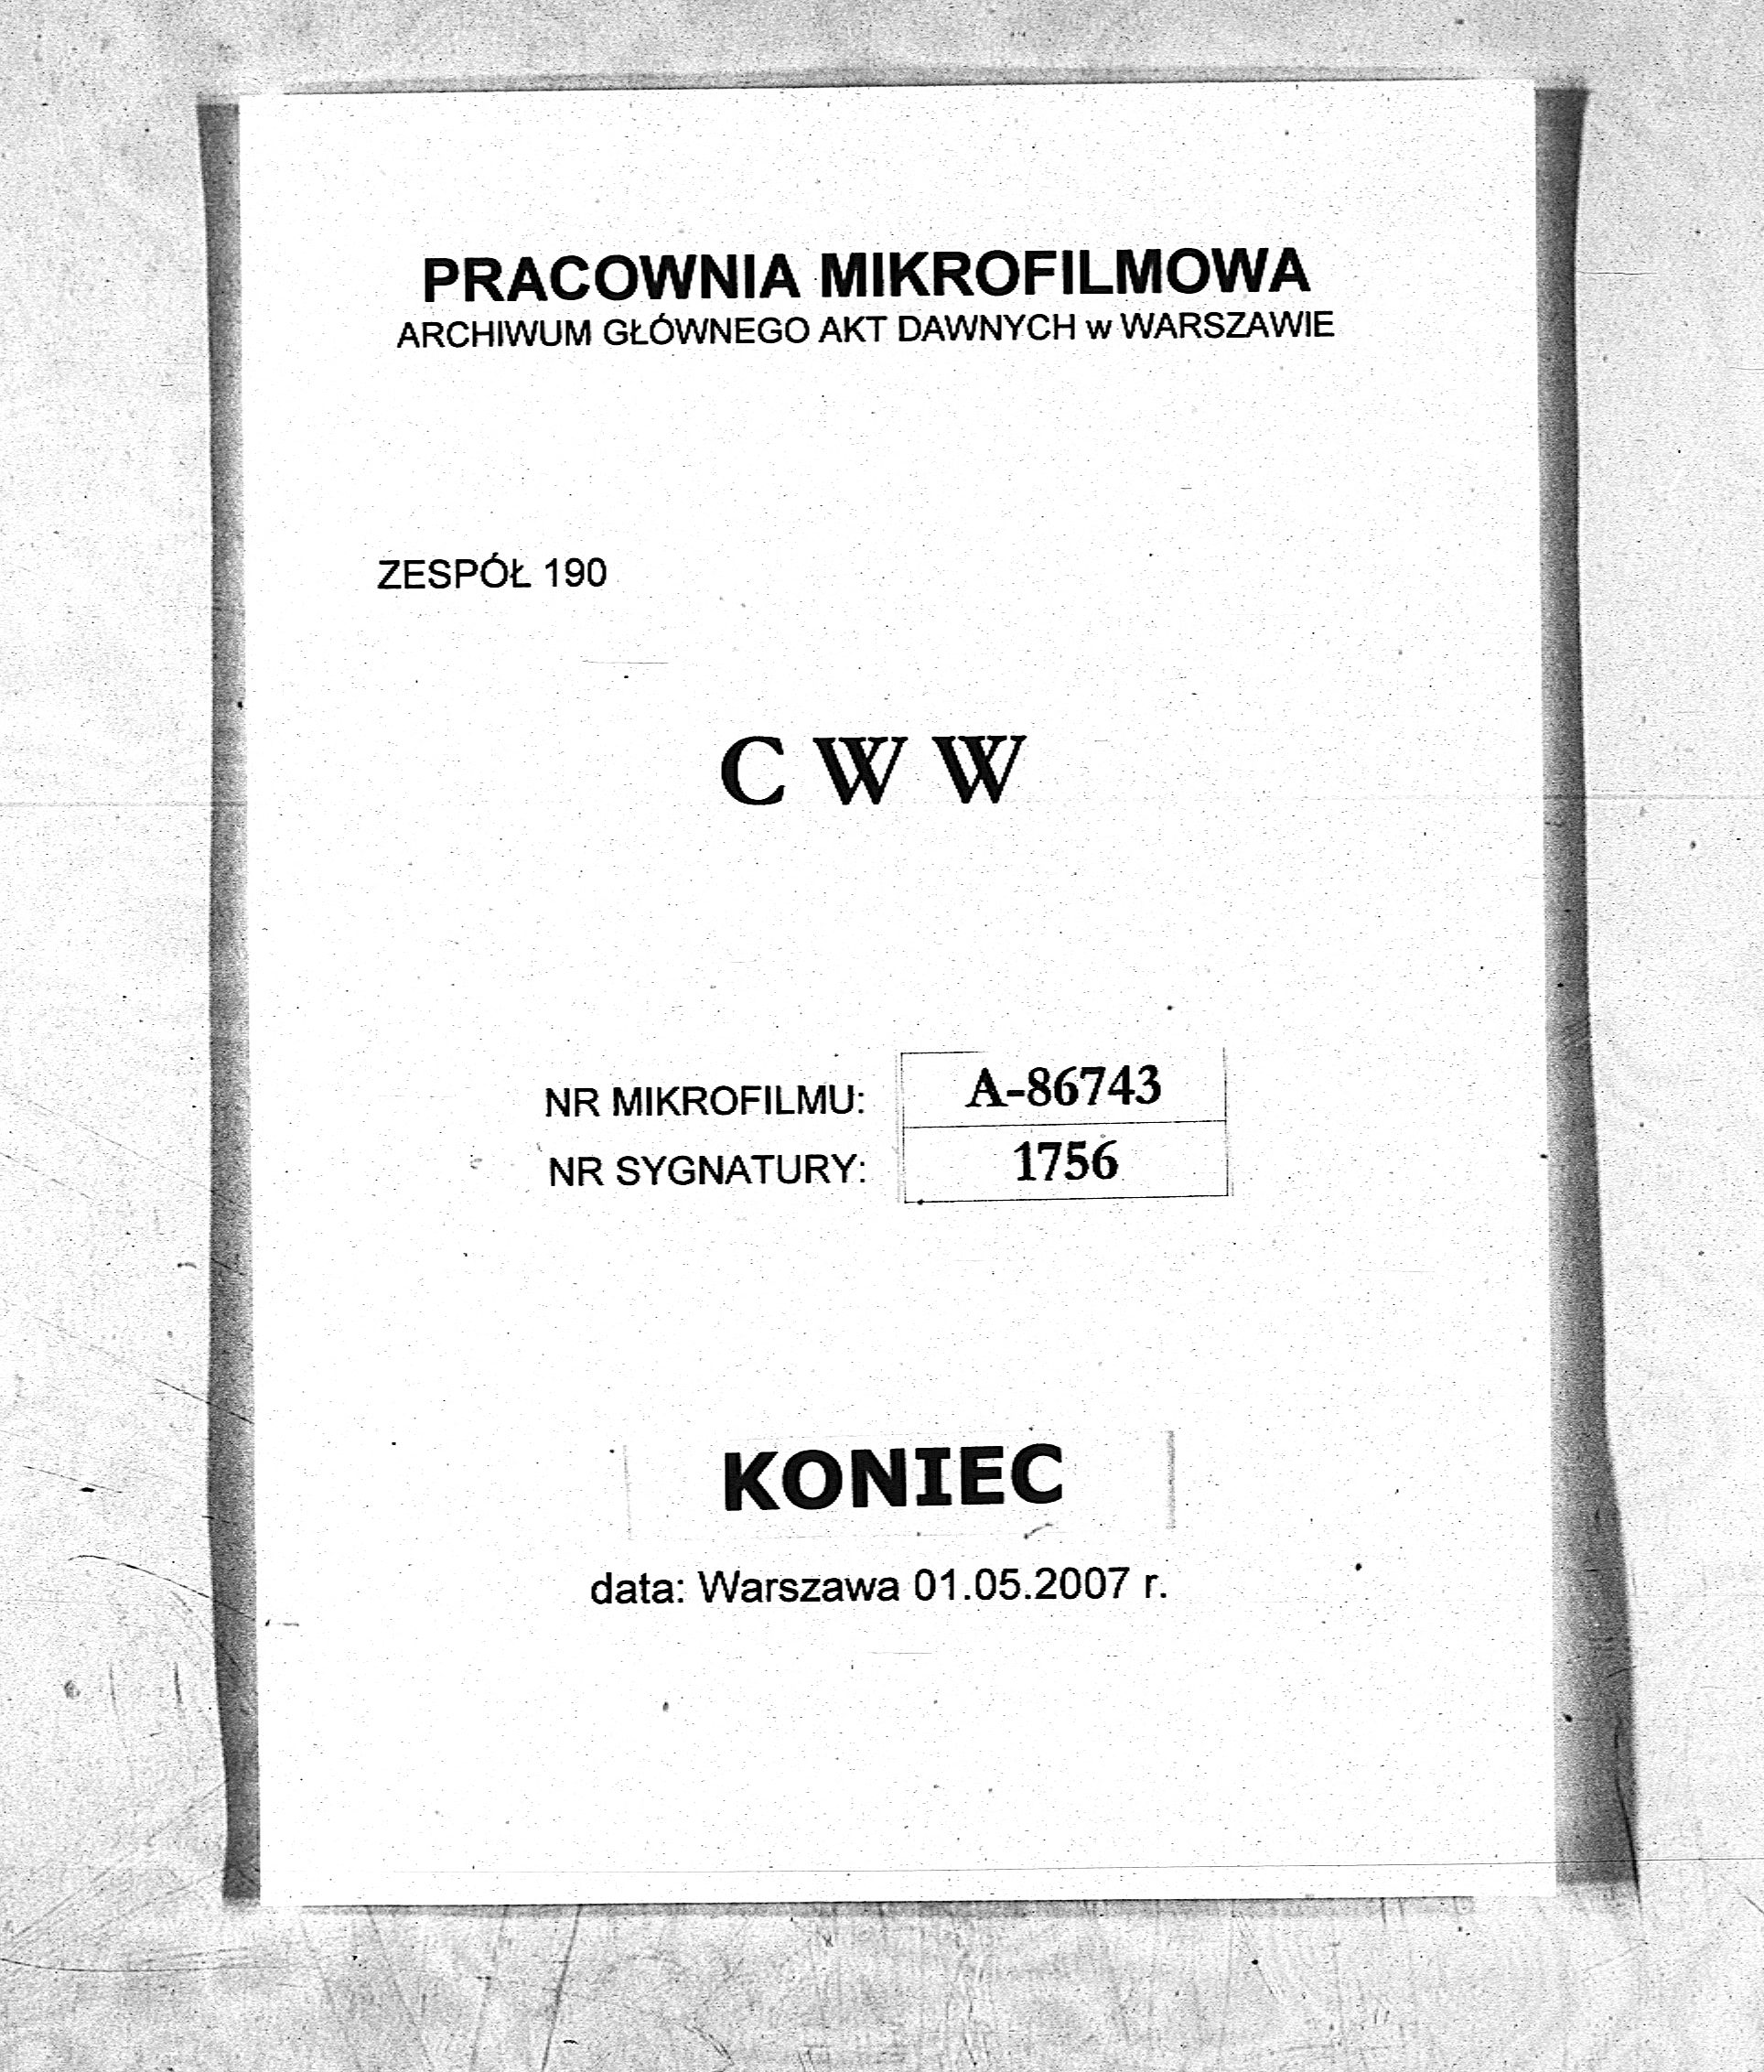 PRACOWNIA MIKROFILMOWA
ARCHIWUM GŁÓWNEGO AKT DAWNYCH w WARSZAWIE
ZESPÓŁ 190
C W W
NR MIKROFILMU: A-86743
NR SYGNATURY: 1756
KONIEC
data: Warszawa 01.05.2007 r.